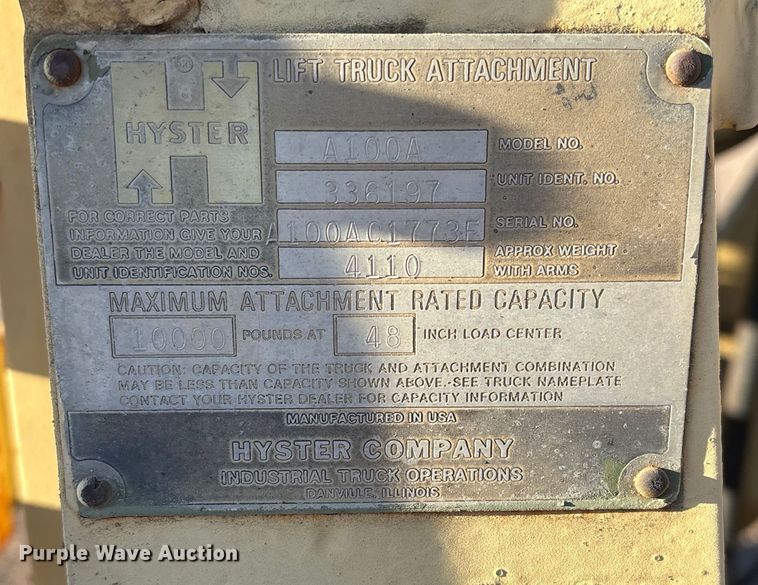 LIFT TRUCK ATTACHMENT
HYSTER
A100A MODEL NO.
336197 UNIT IDENT. NO.
A100AC1773F SERIAL NO.
4110 APPROX WEIGHT WITH ARMS
FOR CORRECT PARTS
INFORMATION GIVE YOUR
DEALER THE MODEL AND
UNIT IDENTIFICATION NOS.
MAXIMUM ATTACHMENT RATED CAPACITY
10000 POUNDS AT 48 INCH LOAD CENTER
CAUTION: CAPACITY OF THE TRUCK AND ATTACHMENT COMBINATION
MAY BE LESS THAN CAPACITY SHOWN ABOVE.-SEE TRUCK NAMEPLATE
CONTACT YOUR HYSTER DEALER FOR CAPACITY INFORMATION
MANUFACTURED IN USA
HYSTER COMPANY
INDUSTRIAL TRUCK OPERATIONS
DANVILLE, ILLINOIS
Purple Wave Auction